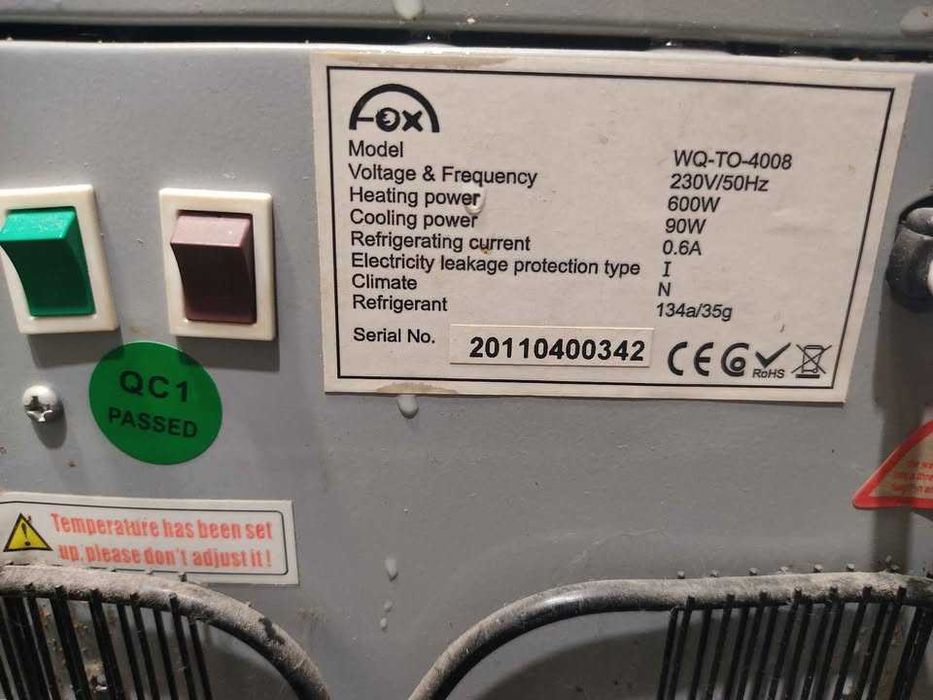 FOX
Model WQ-TO-4008
Voltage & Frequency 230V/50Hz
Heating power 600W
Cooling power 90W
Refrigerating current 0.6A
Electricity leakage protection type I
Climate N
Refrigerant 134a/35g
Serial No. 20110400342
CE
RoHS
QC1
PASSED
Temperature has been set
up, please don't adjust it!